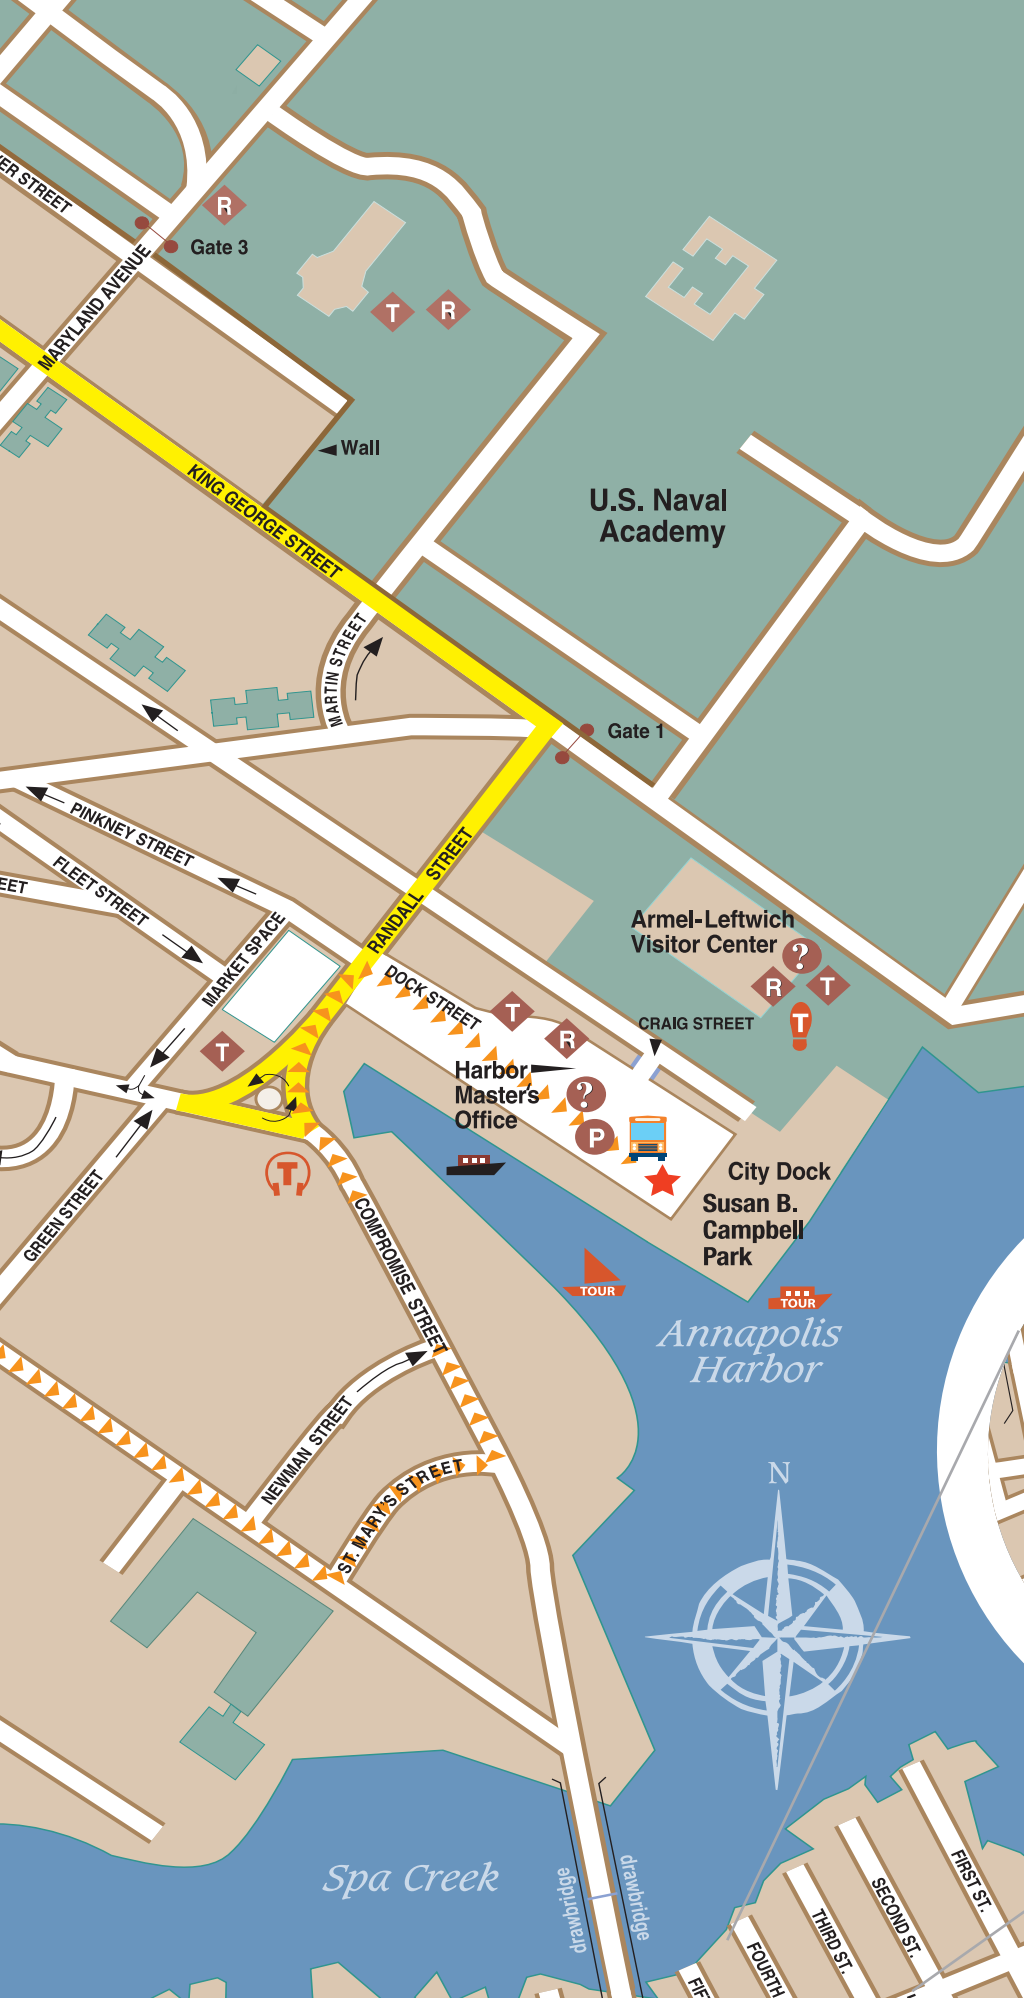 R
Gate 3
MARYLAND AVENUE
T
R
Wall
KING GEORGE STREET
U.S. Naval
Academy
MARTIN STREET
Gate 1
PINKNEY STREET
FLEET STREET
RANDALL STREET
MARKET SPACE
Armel-Leftwich
Visitor Center
?
R
T
T
DOCK STREET
T
R
CRAIG STREET
T
Harbor
Master's
Office
?
P
City Dock
Susan B.
Campbell
Park
T
GREEN STREET
COMPROMISE STREET
TOUR
TOUR
Annapolis
Harbor
NEWMAN STREET
ST. MARY'S STREET
N
Spa Creek
drawbridge
drawbridge
FIRST ST.
SECOND ST.
THIRD ST.
FOURTH